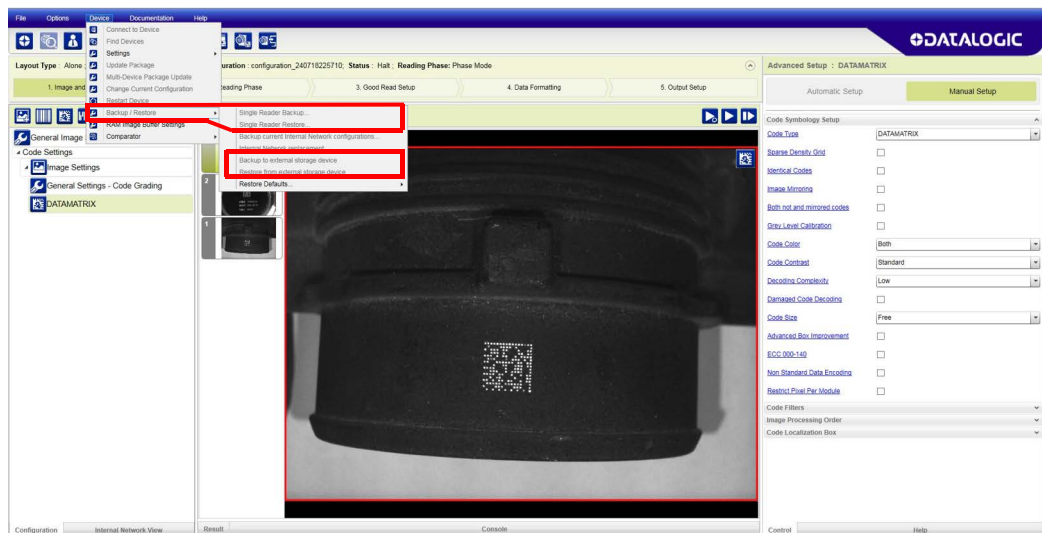 File Options Device Documentation Help
Connect to Device
Find Devices
Settings
Update Package
Multi-Device Package Update
Change Current Configuration
Restart Device
Backup / Restore
RAM Image Buffer Settings
Comparator
Single Reader Backup...
Single Reader Restore...
Backup current Internal Network configurations...
Internal Network replacement
Backup to external storage device
Restore from external storage device
Restore Defaults...
DATALOGIC
Layout Type : Alone
uration : configuration_240718225710; Status : Halt ; Reading Phase: Phase Mode
1. Image and
eading Phase
3. Good Read Setup
4. Data Formatting
5. Output Setup
General Image
Code Settings
Image Settings
General Settings - Code Grading
DATAMATRIX
2
1
Advanced Setup : DATAMATRIX
Automatic Setup Manual Setup
Code Symbology Setup
Code Type DATAMATRIX
Sparse Density Grid
Identical Codes
Image Mirroring
Both not and mirrored codes
Grey Level Calibration
Code Color Both
Code Contrast Standard
Decoding Complexity Low
Damaged Code Decoding
Code Size Free
Advanced Box Improvement
ECC 000-140
Non Standard Data Encoding
Restrict Pixel Per Module
Code Filters
Image Processing Order
Code Localization Box
Configuration Internal Network View Result Console Control Help